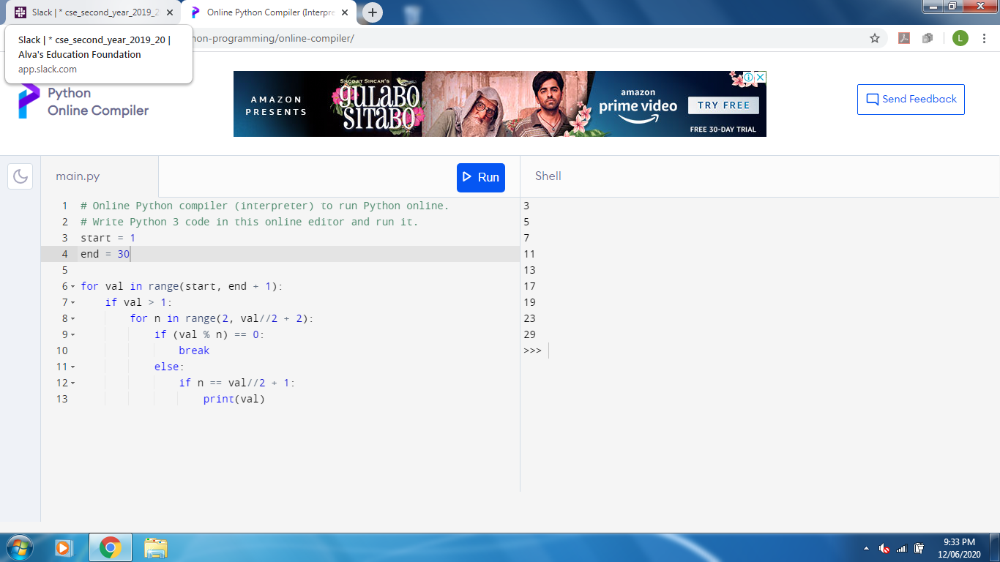 Slack | * cse_second_year_2019_2
Online Python Compiler (Interpre
Slack | * cse_second_year_2019_20 |
Alva's Education Foundation
app.slack.com
on-programming/online-compiler/
L
Python
Online Compiler
AMAZON
PRESENTS
SHOOJIT SIRCAR'S
GULABO
SITABO
amazon
prime video
TRY FREE
FREE 30-DAY TRIAL
Send Feedback
main.py
Run
Shell
1 # Online Python compiler (interpreter) to run Python online.
2 # Write Python 3 code in this online editor and run it.
3 start = 1
4 end = 30
5
6 for val in range(start, end + 1):
7     if val > 1:
8         for n in range(2, val//2 + 2):
9             if (val % n) == 0:
10                 break
11             else:
12                 if n == val//2 + 1:
13                     print(val)
3
5
7
11
13
17
19
23
29
>>>
9:33 PM
12/06/2020